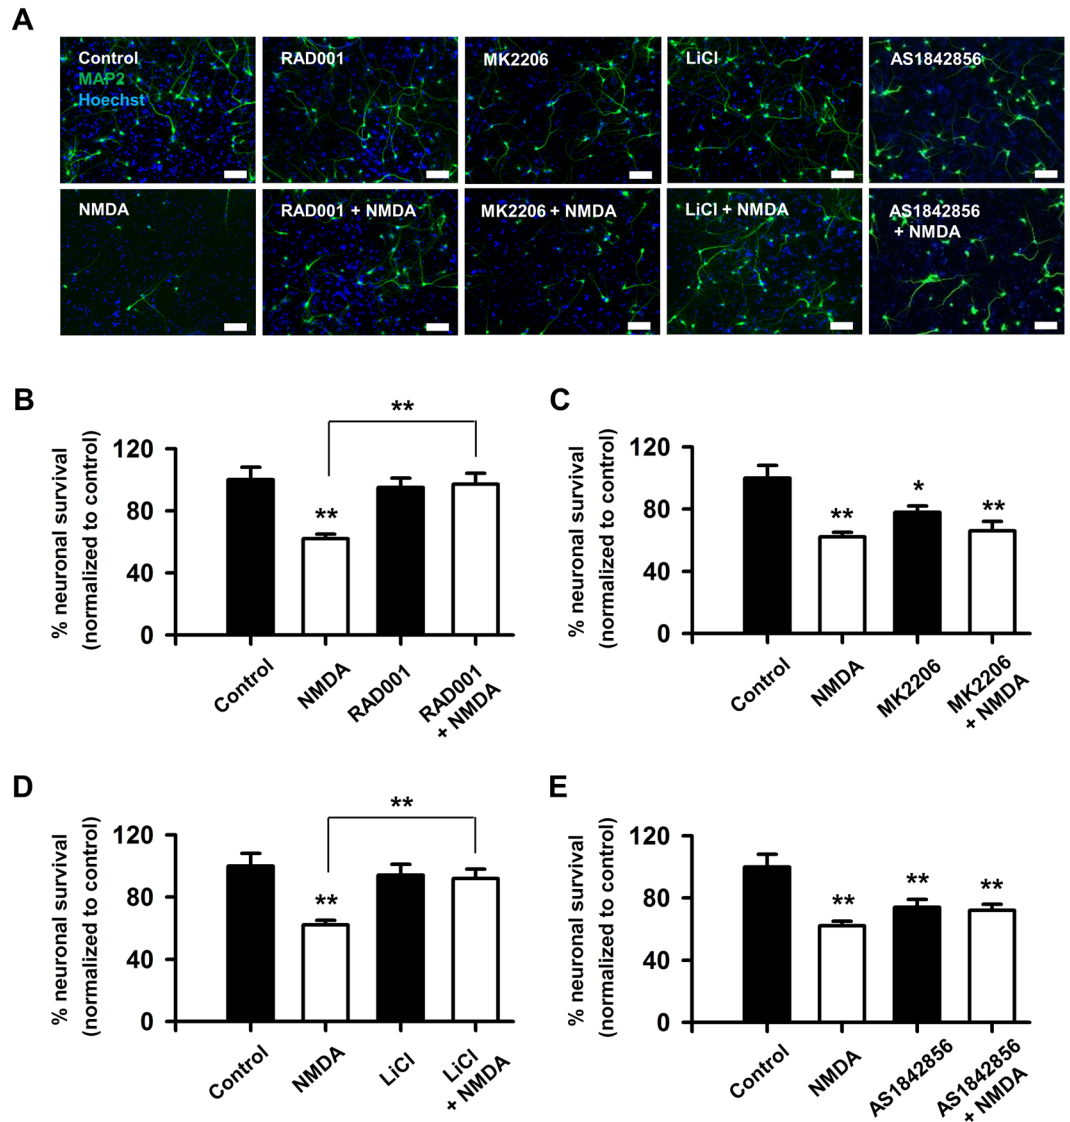 A
Control
MAP2
Hoechst
RAD001
MK2206
LiCl
AS1842856
NMDA
RAD001 + NMDA
MK2206 + NMDA
LiCl + NMDA
AS1842856
+ NMDA
B
% neuronal survival
(normalized to control)
120
80
40
0
**
**
Control
NMDA
RAD001
RAD001
+ NMDA
C
% neuronal survival
(normalized to control)
120
80
40
0
**
*
**
Control
NMDA
MK2206
MK2206
+ NMDA
D
% neuronal survival
(normalized to control)
120
80
40
0
**
**
Control
NMDA
LiCl
LiCl
+ NMDA
E
% neuronal survival
(normalized to control)
120
80
40
0
**
**
**
Control
NMDA
AS1842856
AS1842856
+ NMDA